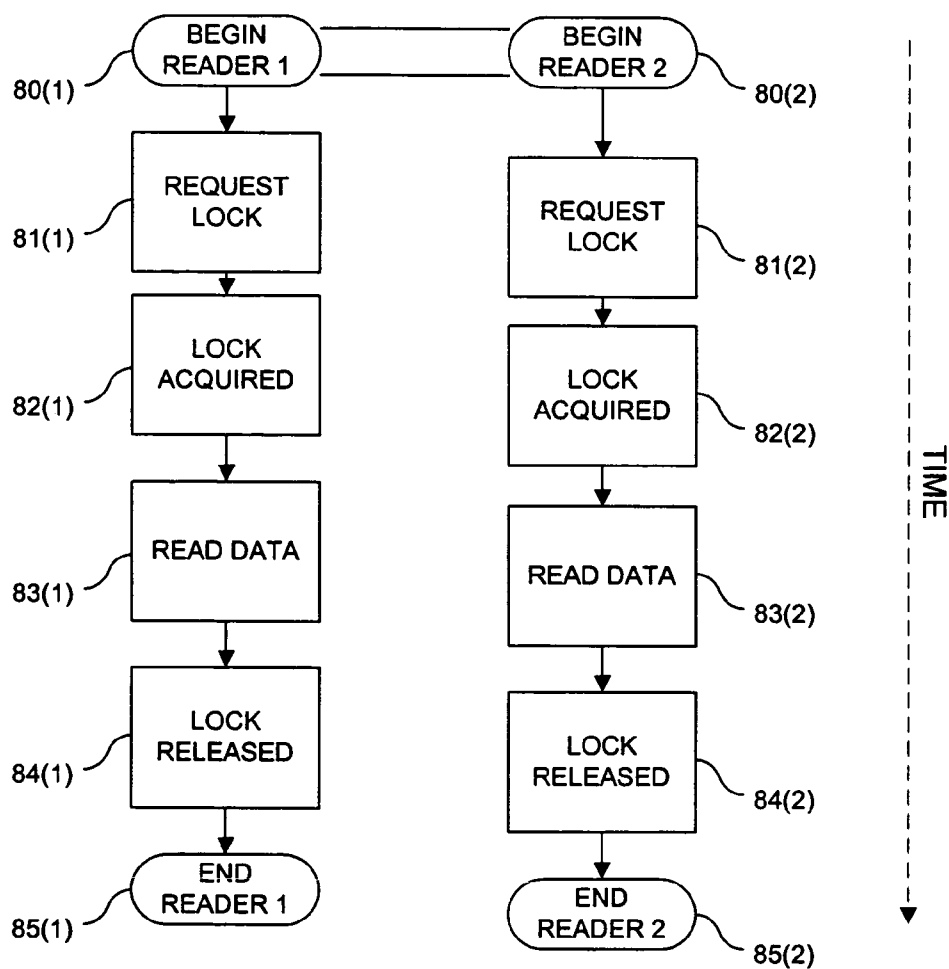 BEGIN
READER 1
80(1)
REQUEST
LOCK
81(1)
LOCK
ACQUIRED
82(1)
READ DATA
83(1)
LOCK
RELEASED
84(1)
END
READER 1
85(1)
BEGIN
READER 2
80(2)
REQUEST
LOCK
81(2)
LOCK
ACQUIRED
82(2)
READ DATA
83(2)
LOCK
RELEASED
84(2)
END
READER 2
85(2)
TIME